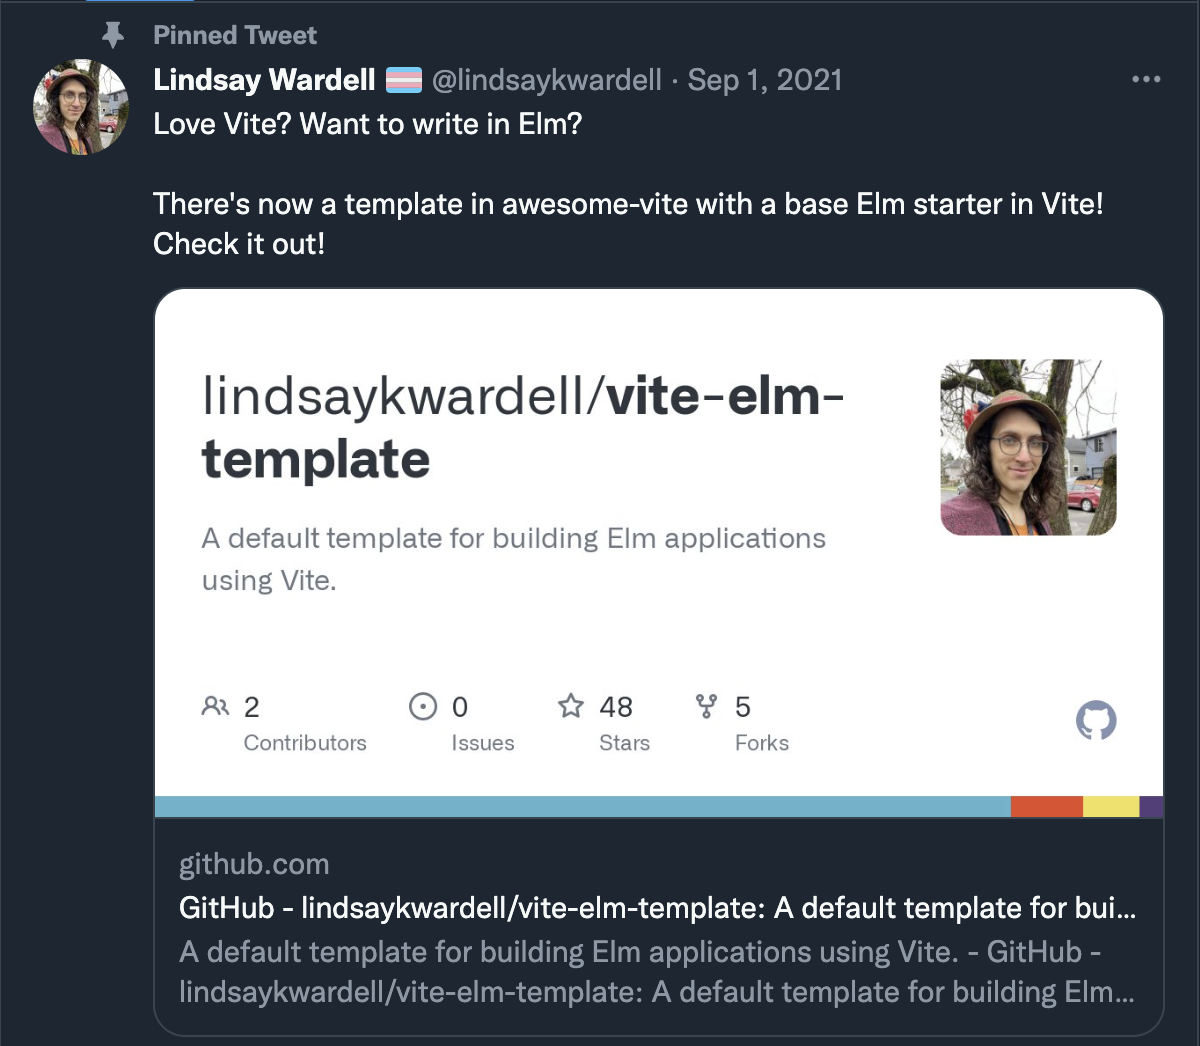 Pinned Tweet
Lindsay Wardell @lindsaykwardell · Sep 1, 2021
Love Vite? Want to write in Elm?
There's now a template in awesome-vite with a base Elm starter in Vite!
Check it out!
lindsaykwardell/vite-elm-
template
A default template for building Elm applications
using Vite.
2 0 48 5
Contributors Issues Stars Forks
github.com
GitHub - lindsaykwardell/vite-elm-template: A default template for bui...
A default template for building Elm applications using Vite. - GitHub -
lindsaykwardell/vite-elm-template: A default template for building Elm...